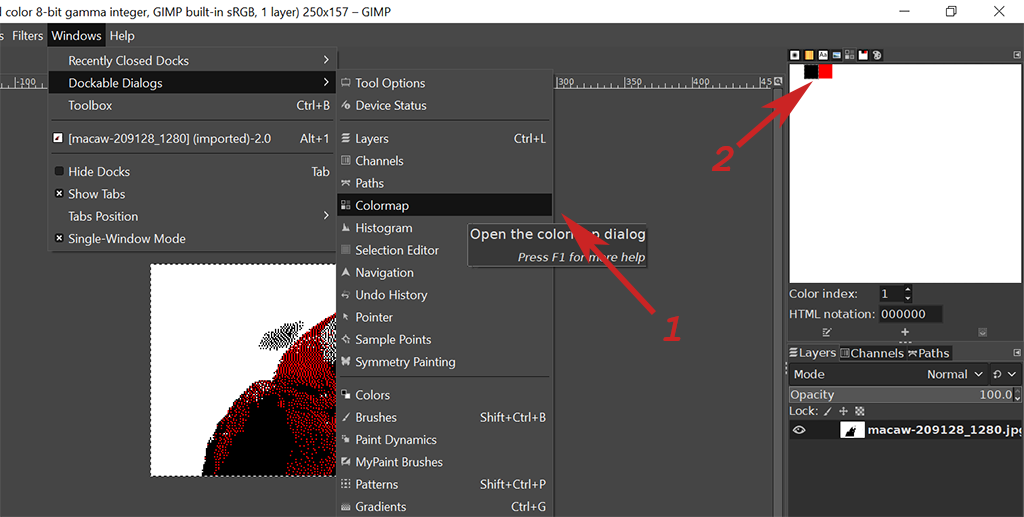 d color 8-bit gamma integer, GIMP built-in sRGB, 1 layer) 250x157 – GIMP
s Filters Windows Help
Recently Closed Docks
Dockable Dialogs
Toolbox Ctrl+B
[macaw-209128_1280] (imported)-2.0 Alt+1
Hide Docks Tab
Show Tabs
Tabs Position
Single-Window Mode
Tool Options
Device Status
Layers Ctrl+L
Channels
Paths
Colormap
Histogram
Selection Editor
Navigation
Undo History
Pointer
Sample Points
Symmetry Painting
Colors
Brushes Shift+Ctrl+B
Paint Dynamics
MyPaint Brushes
Patterns Shift+Ctrl+P
Gradients Ctrl+G
Open the colormap dialog
Press F1 for more help
1
-100 300 350 400 45
Aa
2
Color index: 1
HTML notation: 000000
Layers Channels Paths
Mode Normal
Opacity 100.0
Lock:
macaw-209128_1280.jpg